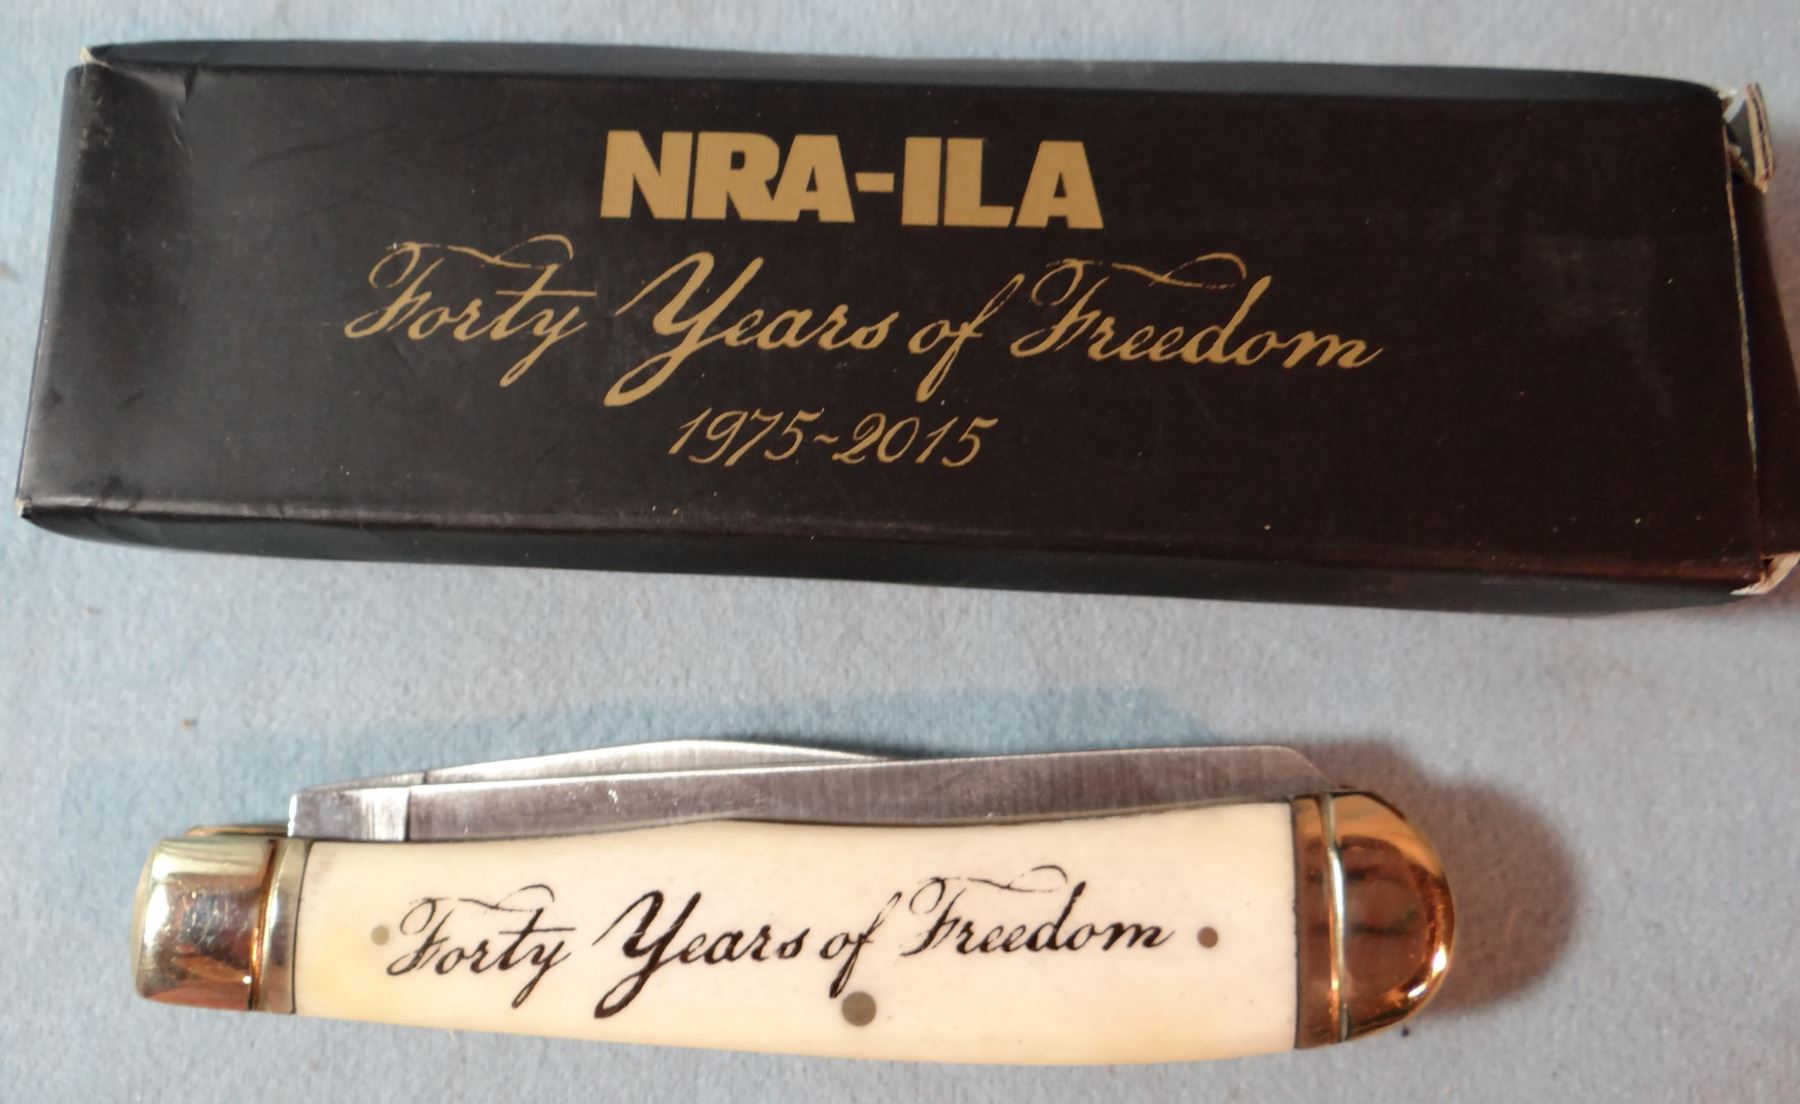 NRA-ILA
Forty Years of Freedom
1975~2015
Forty Years of Freedom